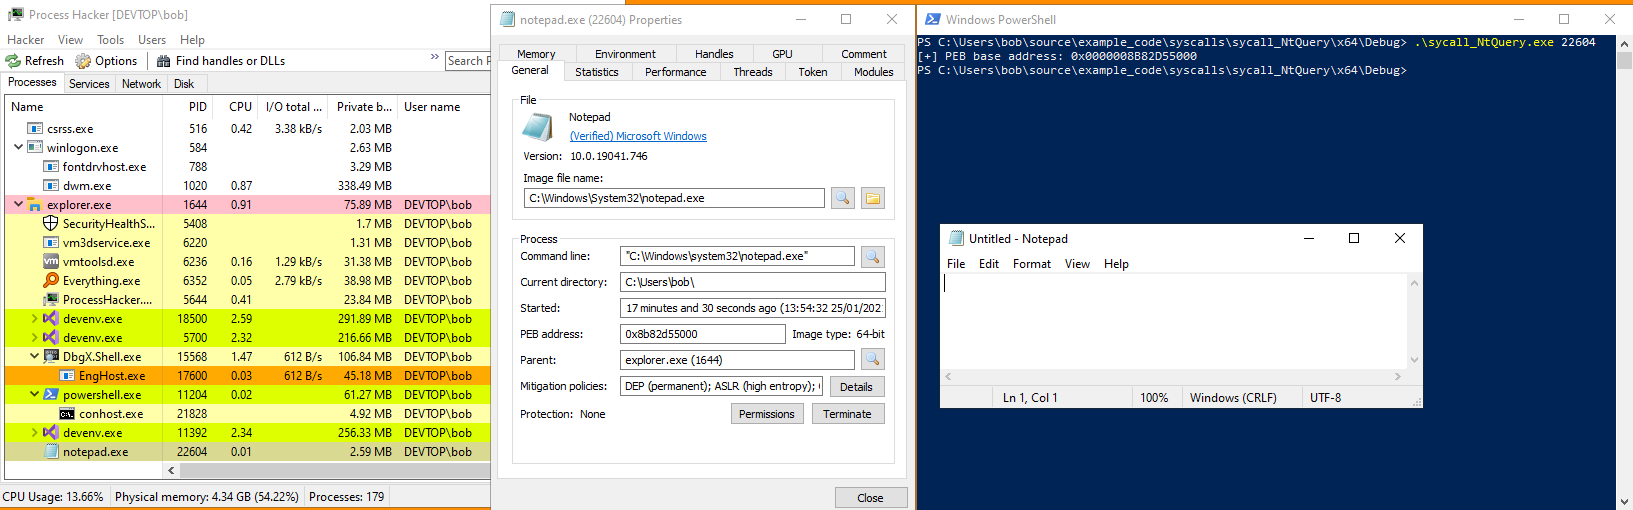 Process Hacker [DEVTOP\bob]
Hacker View Tools Users Help
Refresh Options Find handles or DLLs » Search P
Processes Services Network Disk
Name PID CPU I/O total ... Private b... User name
csrss.exe 516 0.42 3.38 kB/s 2.03 MB
winlogon.exe 584 2.63 MB
fontdrvhost.exe 788 3.29 MB
dwm.exe 1020 0.87 338.49 MB
explorer.exe 1644 0.91 75.89 MB DEVTOP\bob
SecurityHealthS... 5408 1.7 MB DEVTOP\bob
vm3dservice.exe 6220 1.31 MB DEVTOP\bob
vm vmtoolsd.exe 6236 0.16 1.29 kB/s 31.38 MB DEVTOP\bob
Everything.exe 6352 0.05 2.79 kB/s 38.98 MB DEVTOP\bob
ProcessHacker.... 5644 0.41 23.84 MB DEVTOP\bob
devenv.exe 18500 2.59 291.89 MB DEVTOP\bob
devenv.exe 5700 2.32 216.66 MB DEVTOP\bob
DbgX.Shell.exe 15568 1.47 612 B/s 106.84 MB DEVTOP\bob
EngHost.exe 17600 0.03 612 B/s 45.18 MB DEVTOP\bob
powershell.exe 11204 0.02 61.27 MB DEVTOP\bob
conhost.exe 21828 4.92 MB DEVTOP\bob
devenv.exe 11392 2.34 256.33 MB DEVTOP\bob
notepad.exe 22604 0.01 2.59 MB DEVTOP\bob
CPU Usage: 13.66% Physical memory: 4.34 GB (54.22%) Processes: 179
notepad.exe (22604) Properties
Memory Environment Handles GPU Comment
General Statistics Performance Threads Token Modules
File
Notepad
(Verified) Microsoft Windows
Version: 10.0.19041.746
Image file name:
C:\Windows\System32\notepad.exe
Process
Command line: "C:\Windows\system32\notepad.exe"
Current directory: C:\Users\bob\
Started: 17 minutes and 30 seconds ago (13:54:32 25/01/202
PEB address: 0x8b82d55000 Image type: 64-bit
Parent: explorer.exe (1644)
Mitigation policies: DEP (permanent); ASLR (high entropy); Details
Protection: None Permissions Terminate
Close
Windows PowerShell
PS C:\Users\bob\source\example_code\syscalls\sycall_NtQuery\x64\Debug> .\sycall_NtQuery.exe 22604
[+] PEB base address: 0x0000008B82D55000
PS C:\Users\bob\source\example_code\syscalls\sycall_NtQuery\x64\Debug>
Untitled - Notepad
File Edit Format View Help
Ln 1, Col 1 100% Windows (CRLF) UTF-8